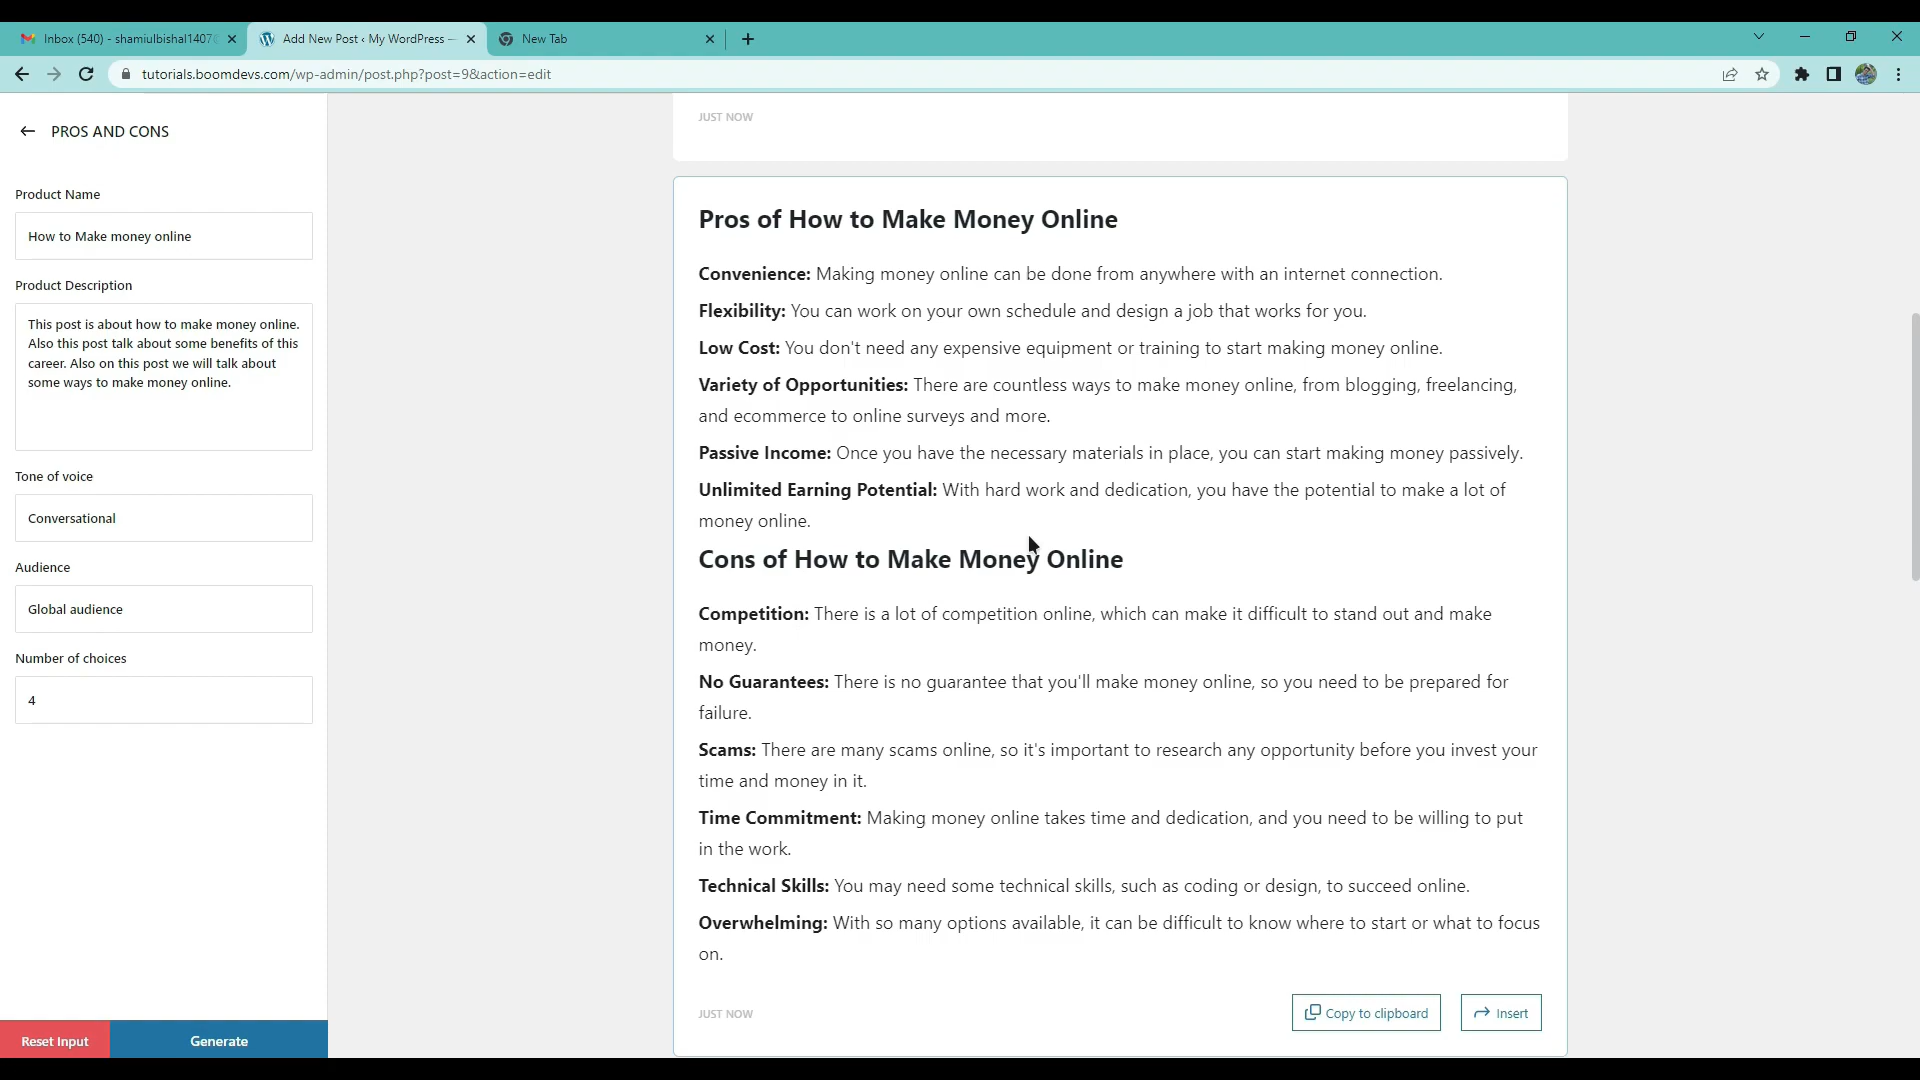 Inbox (540) - shamiulbishal1407
Add New Post ‹ My WordPress —
New Tab
tutorials.boomdevs.com/wp-admin/post.php?post=9&action=edit
PROS AND CONS
Product Name
How to Make money online
Product Description
This post is about how to make money online.
Also this post talk about some benefits of this
career. Also on this post we will talk about
some ways to make money online.
Tone of voice
Conversational
Audience
Global audience
Number of choices
4
Reset Input
Generate
JUST NOW
Pros of How to Make Money Online
Convenience: Making money online can be done from anywhere with an internet connection.
Flexibility: You can work on your own schedule and design a job that works for you.
Low Cost: You don't need any expensive equipment or training to start making money online.
Variety of Opportunities: There are countless ways to make money online, from blogging, freelancing,
and ecommerce to online surveys and more.
Passive Income: Once you have the necessary materials in place, you can start making money passively.
Unlimited Earning Potential: With hard work and dedication, you have the potential to make a lot of
money online.
Cons of How to Make Money Online
Competition: There is a lot of competition online, which can make it difficult to stand out and make
money.
No Guarantees: There is no guarantee that you'll make money online, so you need to be prepared for
failure.
Scams: There are many scams online, so it's important to research any opportunity before you invest your
time and money in it.
Time Commitment: Making money online takes time and dedication, and you need to be willing to put
in the work.
Technical Skills: You may need some technical skills, such as coding or design, to succeed online.
Overwhelming: With so many options available, it can be difficult to know where to start or what to focus
on.
JUST NOW
Copy to clipboard
Insert